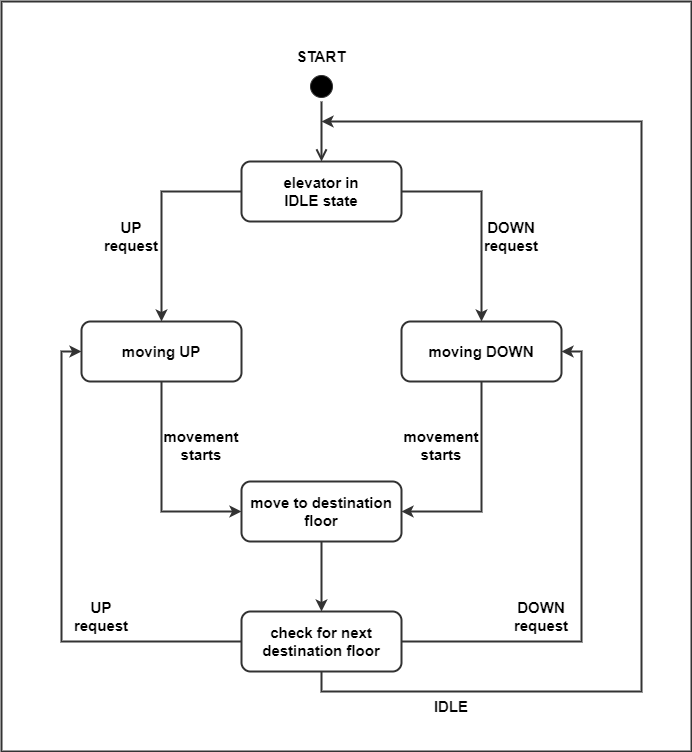 START
elevator in
IDLE state
UP
request
DOWN
request
moving UP
moving DOWN
movement
starts
movement
starts
move to destination
floor
UP
request
DOWN
request
check for next
destination floor
IDLE